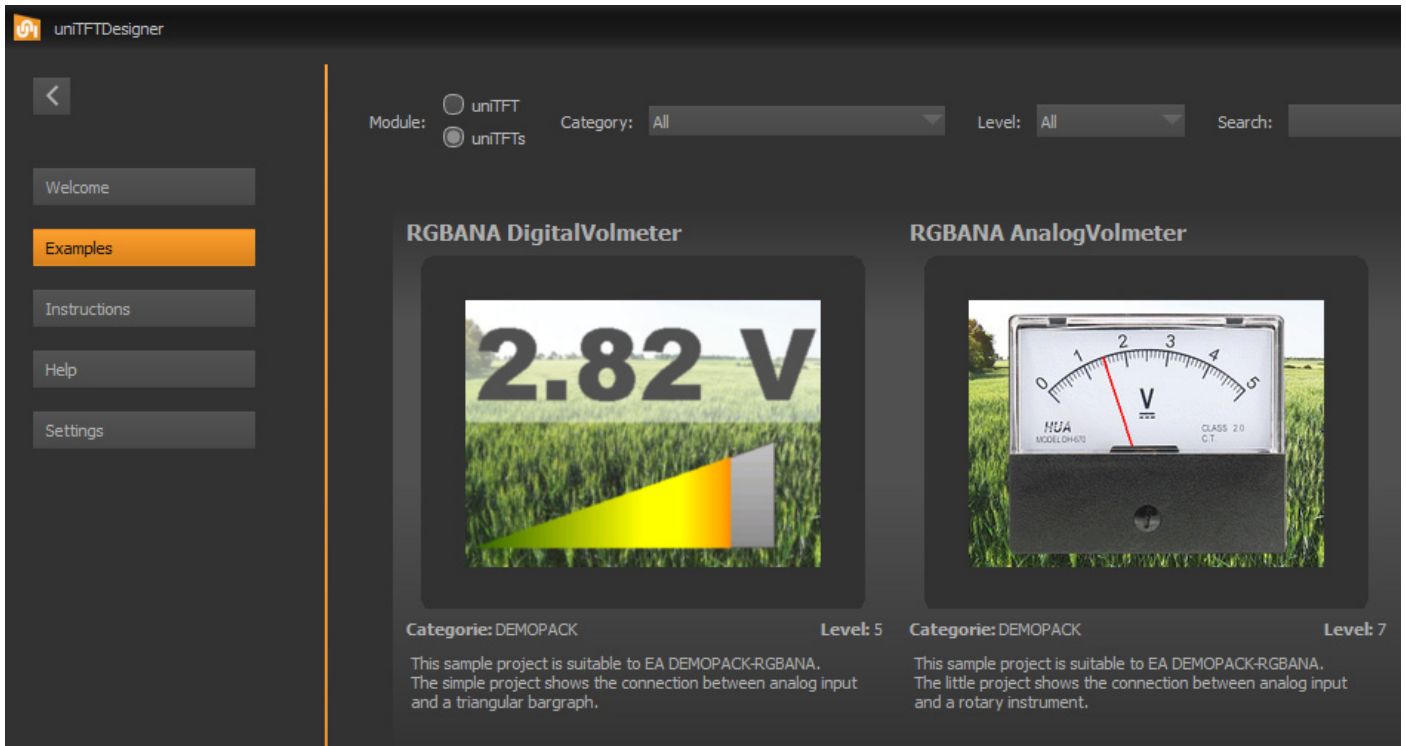 uniTFTDesigner
Module:
uniTFT
uniTFTs
Category:
All
Level:
All
Search:
Welcome
Examples
Instructions
Help
Settings
RGBANA DigitalVolmeter
2.82 V
Categorie: DEMOPACK
Level: 5
This sample project is suitable to EA DEMOPACK-RGBANA.
The simple project shows the connection between analog input
and a triangular bargraph.
RGBANA AnalogVolmeter
0 1 2 3 4 5
V
HUA
MODEL DH-670
CLASS 2.0
C.T.
Categorie: DEMOPACK
Level: 7
This sample project is suitable to EA DEMOPACK-RGBANA.
The little project shows the connection between analog input
and a rotary instrument.